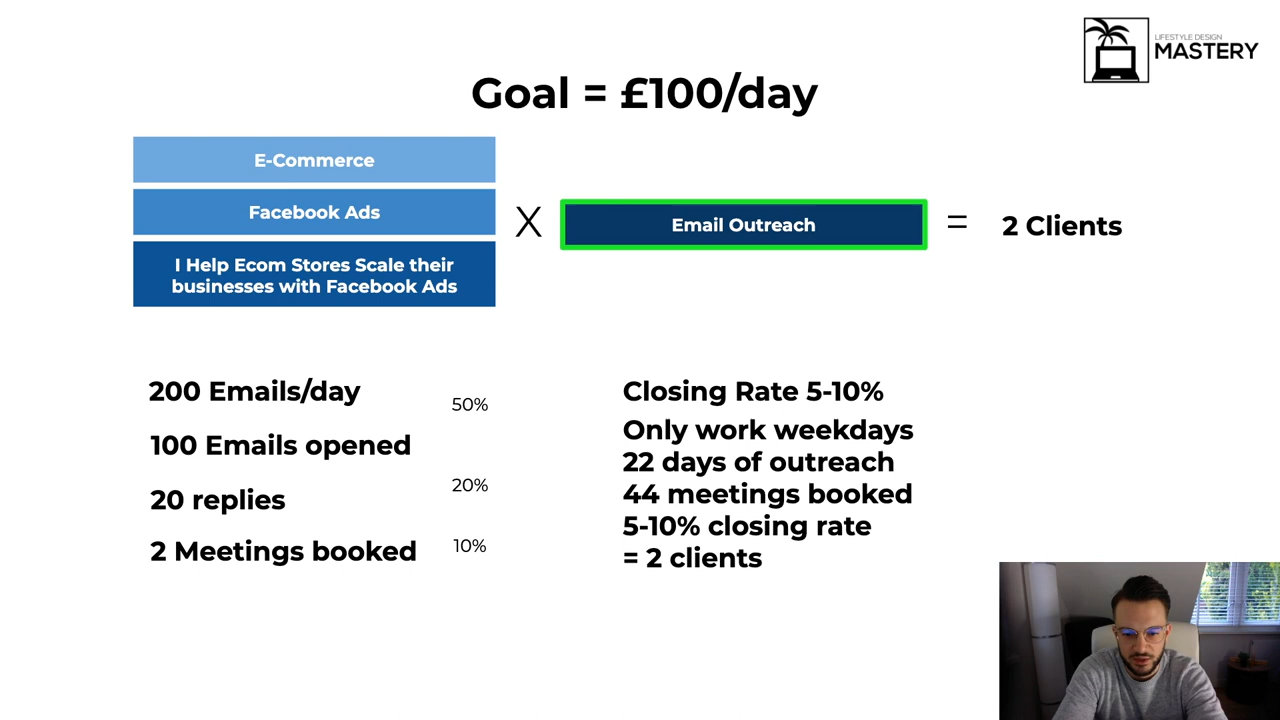 LIFESTYLE DESIGN
MASTERY
Goal = £100/day
E-Commerce
Facebook Ads
I Help Ecom Stores Scale their
businesses with Facebook Ads
X
Email Outreach
=
2 Clients
200 Emails/day
50%
100 Emails opened
20%
20 replies
10%
2 Meetings booked
Closing Rate 5-10%
Only work weekdays
22 days of outreach
44 meetings booked
5-10% closing rate
= 2 clients